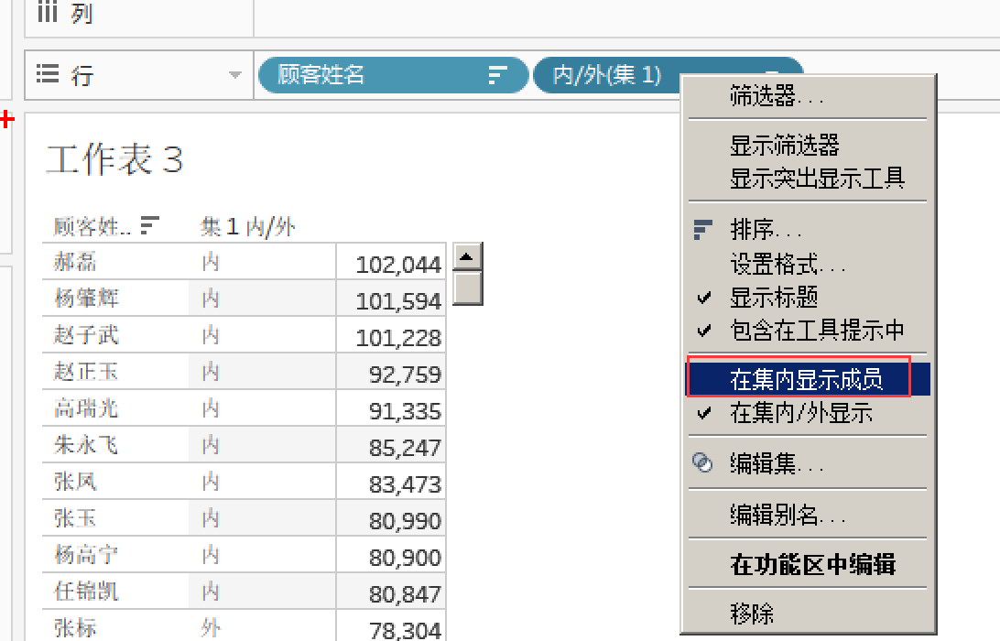 列
行
顾客姓名
内/外(集 1)
工作表 3
顾客姓.. 集 1 内/外
郝磊 内 102,044
杨肇辉 内 101,594
赵子武 内 101,228
赵正玉 内 92,759
高瑞光 内 91,335
朱永飞 内 85,247
张凤 内 83,473
张玉 内 80,990
杨高宁 内 80,900
任锦凯 内 80,847
张标 外 78,304
筛选器...
显示筛选器
显示突出显示工具
排序...
设置格式...
显示标题
包含在工具提示中
在集内显示成员
在集内/外显示
编辑集...
编辑别名...
在功能区中编辑
移除